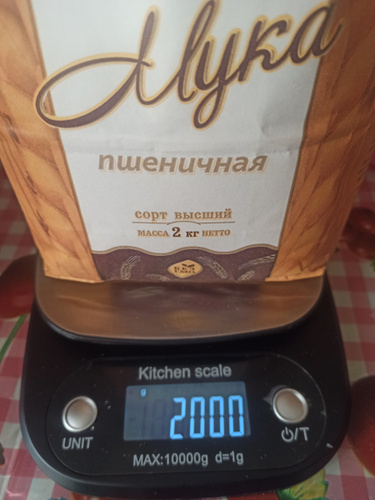 Мука
пшеничная
сорт высший
МАССА 2 кг НЕТТО
Kitchen scale
g
2000
UNIT
⏻/T
MAX:10000g d=1g